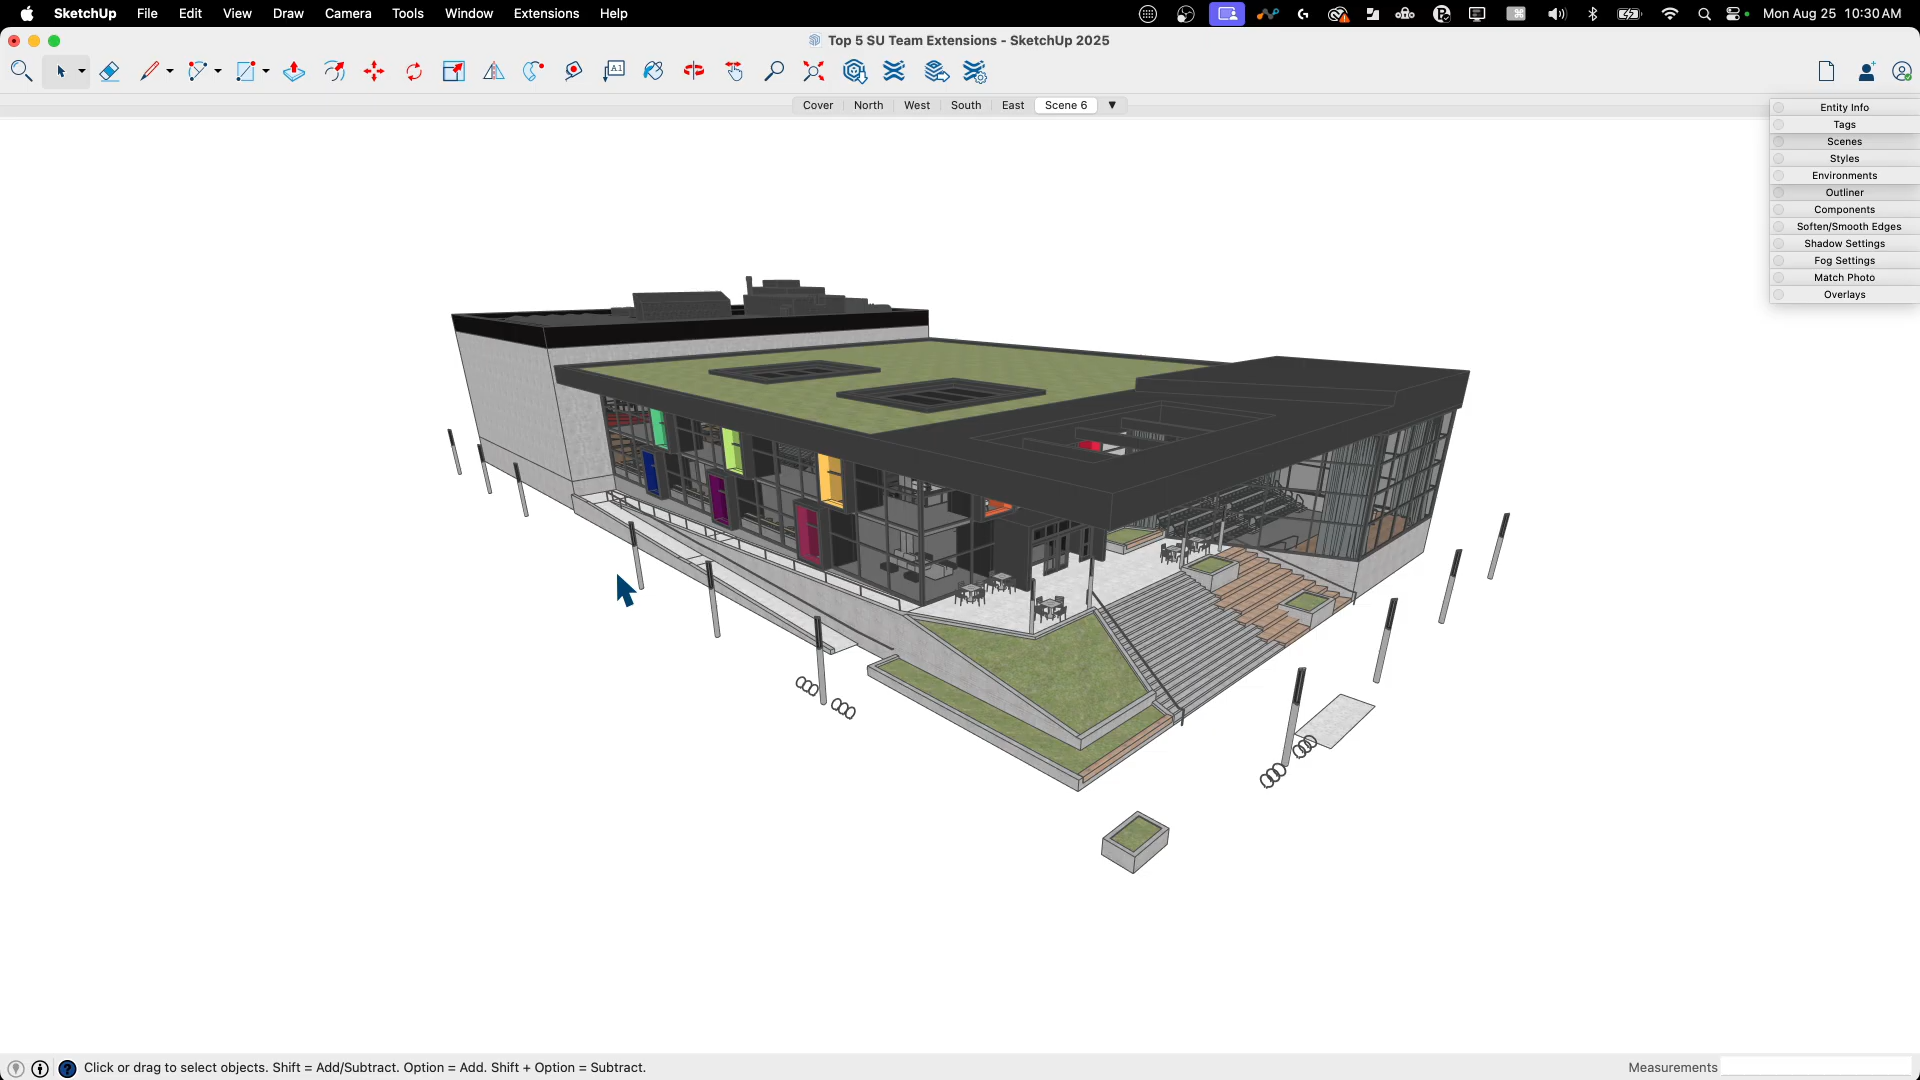 SketchUp File Edit View Draw Camera Tools Window Extensions Help Mon Aug 25 10:30 AM
Top 5 SU Team Extensions - SketchUp 2025
A1
Cover North West South East Scene 6
Entity Info
Tags
Scenes
Styles
Environments
Outliner
Components
Soften/Smooth Edges
Shadow Settings
Fog Settings
Match Photo
Overlays
Click or drag to select objects. Shift = Add/Subtract. Option = Add. Shift + Option = Subtract. Measurements